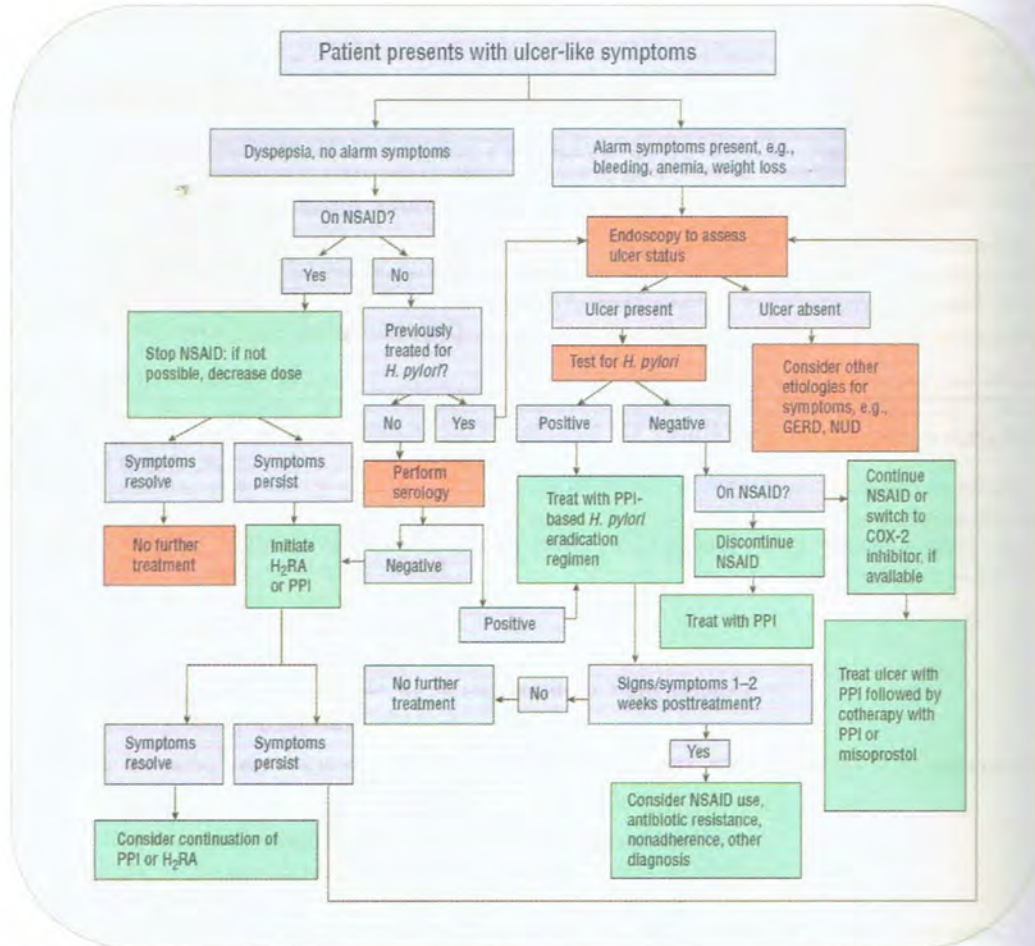 Patient presents with ulcer-like symptoms
Dyspepsia, no alarm symptoms
Alarm symptoms present, e.g.,
bleeding, anemia, weight loss
On NSAID?
Endoscopy to assess
ulcer status
Yes
No
Ulcer present
Ulcer absent
Stop NSAID: if not
possible, decrease dose
Previously
treated for
H. pylori?
Test for H. pylori
Consider other
etiologies for
symptoms, e.g.,
GERD, NUD
No
Yes
Positive
Negative
Symptoms
resolve
Symptoms
persist
Perform
serology
Treat with PPI-
based H. pylori
eradication
regimen
On NSAID?
Continue
NSAID or
switch to
COX-2
inhibitor, if
available
No further
treatment
Initiate
H₂RA
or PPI
Negative
Discontinue
NSAID
Positive
Treat with PPI
No further
treatment
No
Signs/symptoms 1–2
weeks posttreatment?
Treat ulcer with
PPI followed by
cotherapy with
PPI or
misoprostol
Symptoms
resolve
Symptoms
persist
Yes
Consider continuation of
PPI or H₂RA
Consider NSAID use,
antibiotic resistance,
nonadherence, other
diagnosis